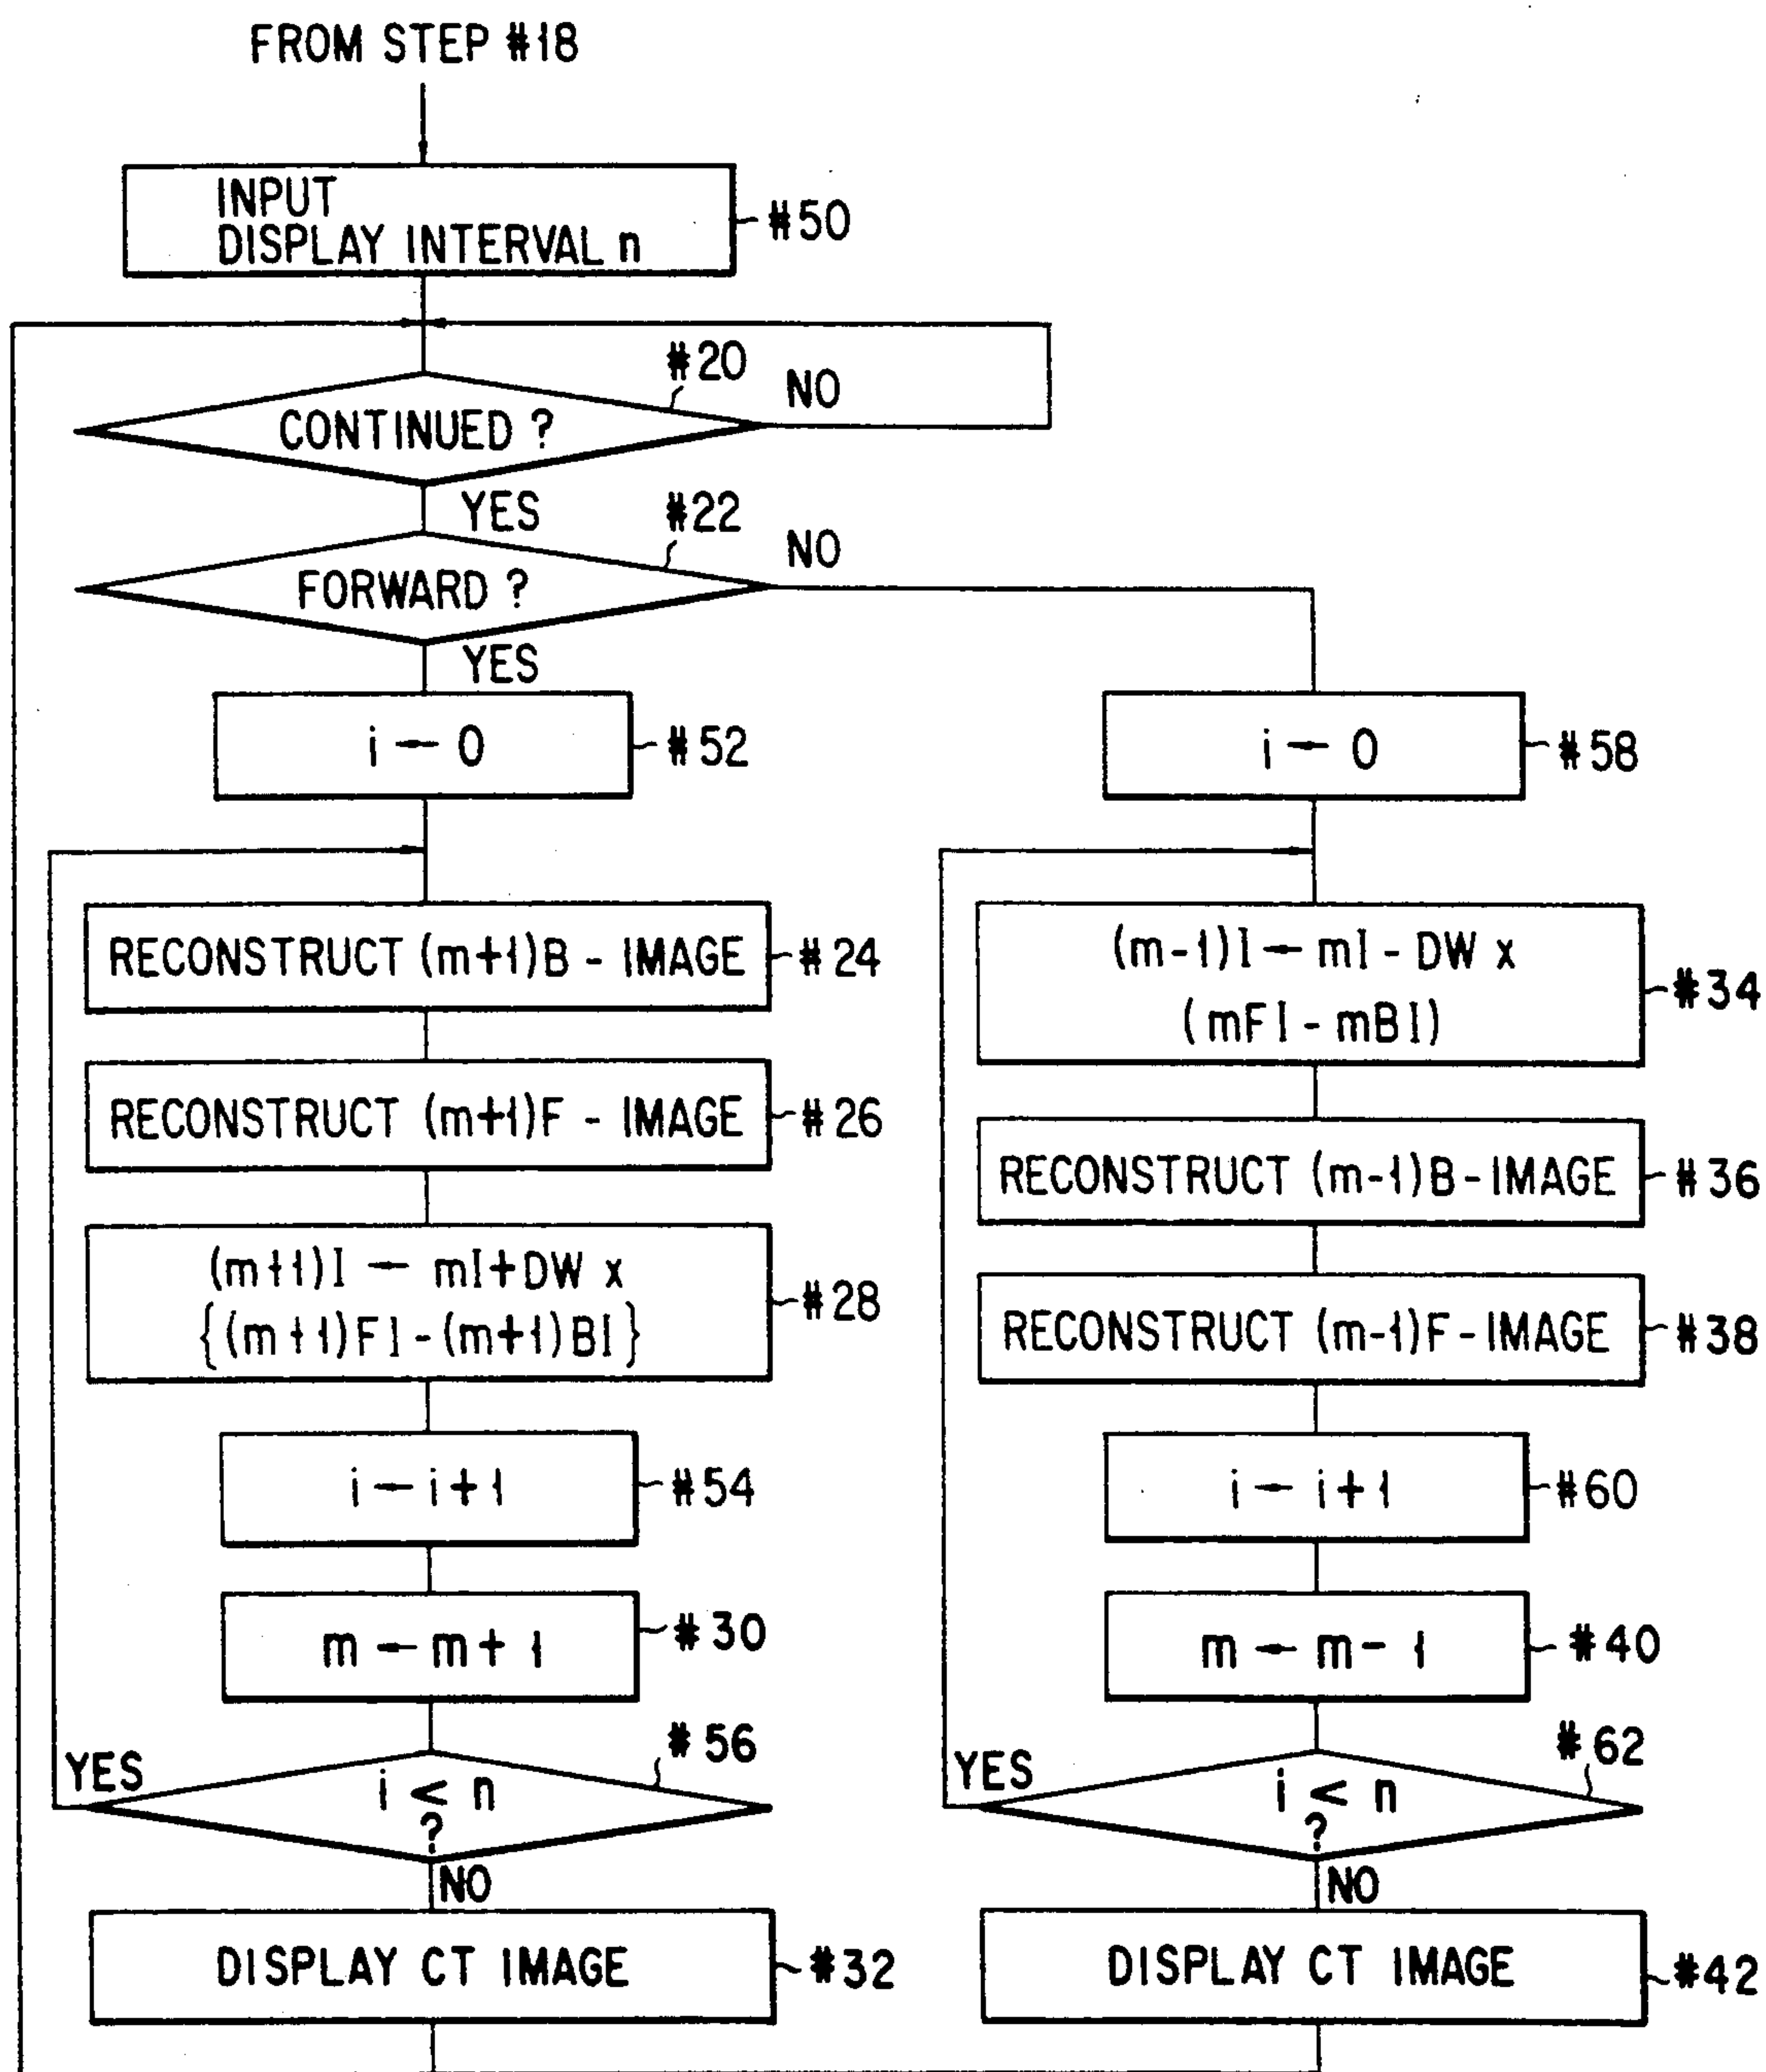 FROM STEP #18
INPUT
DISPLAY INTERVAL n
#50
#20
NO
CONTINUED ?
YES
#22
NO
FORWARD ?
YES
i ← 0
#52
RECONSTRUCT (m+1)B - IMAGE
#24
RECONSTRUCT (m+1)F - IMAGE
#26
(m+1)I ← mI+DW x
{(m+1)FI-(m+1)BI}
#28
i ← i+1
#54
m ← m+1
#30
#56
YES
i < n
?
NO
DISPLAY CT IMAGE
#32
i ← 0
#58
(m-1)I ← mI - DW x
(mFI - mBI)
#34
RECONSTRUCT (m-1)B - IMAGE
#36
RECONSTRUCT (m-1)F - IMAGE
#38
i ← i+1
#60
m ← m - 1
#40
#62
YES
i < n
?
NO
DISPLAY CT IMAGE
#42